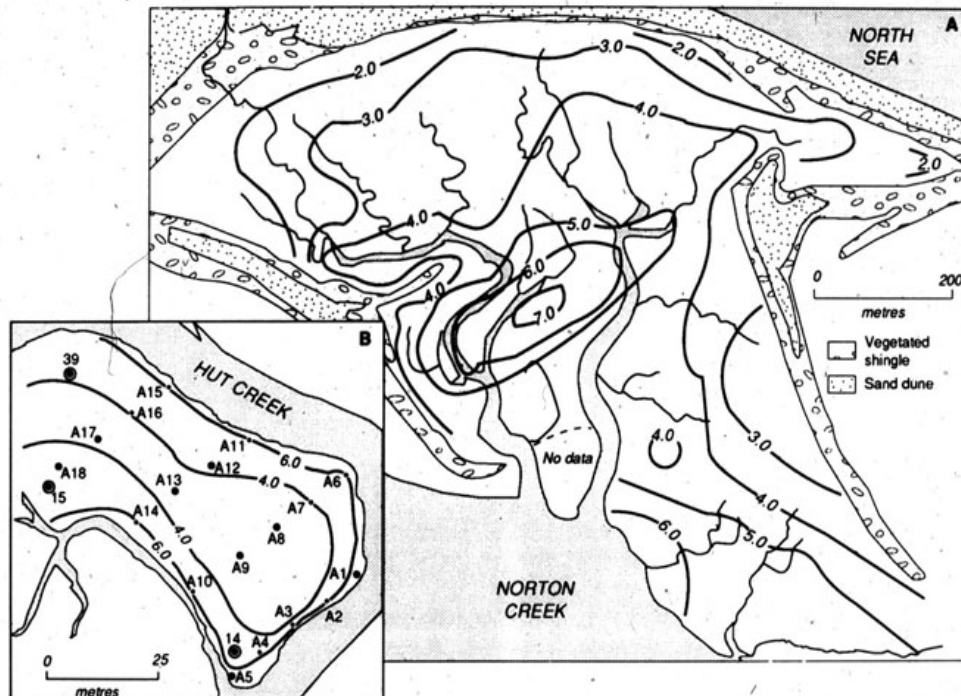 A
NORTH
SEA
2.0
3.0
2.0
3.0
4.0
2.0
4.0
5.0
6.0
4.0
7.0
0 200
metres
Vegetated
shingle
Sand dune
No data
4.0
3.0
4.0
5.0
6.0
NORTON
CREEK
B
HUT CREEK
39
A15
A16
A11
6.0
A6
A17
A12
4.0
A18
A13
A7
15
A14
4.0
A8
6.0
A9
A1
A10
A2
A3
14
A4
A5
0 25
metres